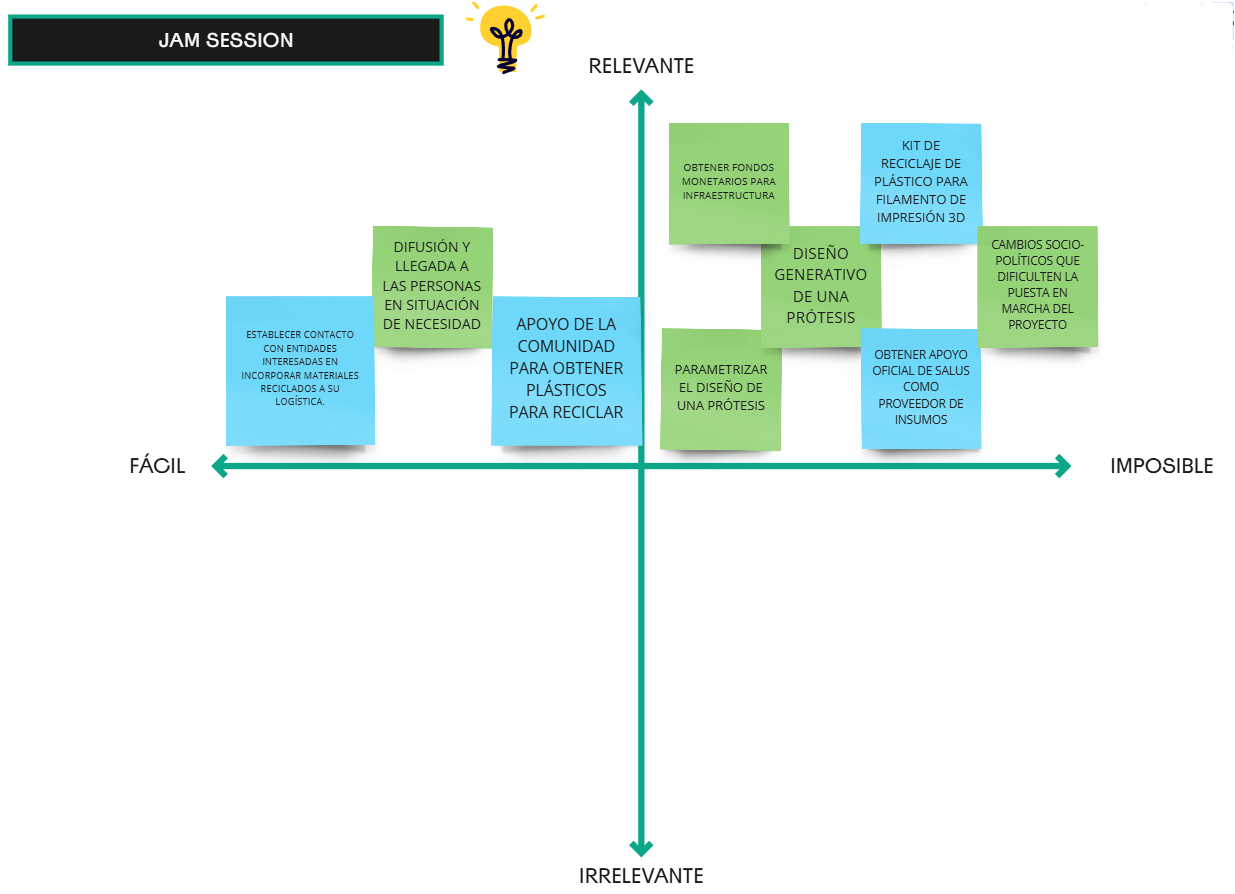 JAM SESSION
RELEVANTE
OBTENER FONDOS
MONETARIOS PARA
INFRAESTRUCTURA
KIT DE
RECICLAJE DE
PLÁSTICO PARA
FILAMENTO DE
IMPRESIÓN 3D
DIFUSIÓN Y
LLEGADA A
LAS PERSONAS
EN SITUACIÓN
DE NECESIDAD
DISEÑO
GENERATIVO
DE UNA
PRÓTESIS
CAMBIOS SOCIO-
POLÍTICOS QUE
DIFICULTEN LA
PUESTA EN
MARCHA DEL
PROYECTO
ESTABLECER CONTACTO
CON ENTIDADES
INTERESADAS EN
INCORPORAR MATERIALES
RECICLADOS A SU
LOGÍSTICA.
APOYO DE LA
COMUNIDAD
PARA OBTENER
PLÁSTICOS
PARA RECICLAR
PARAMETRIZAR
EL DISEÑO DE
UNA PRÓTESIS
OBTENER APOYO
OFICIAL DE SALUS
COMO
PROVEEDOR DE
INSUMOS
FÁCIL
IMPOSIBLE
IRRELEVANTE